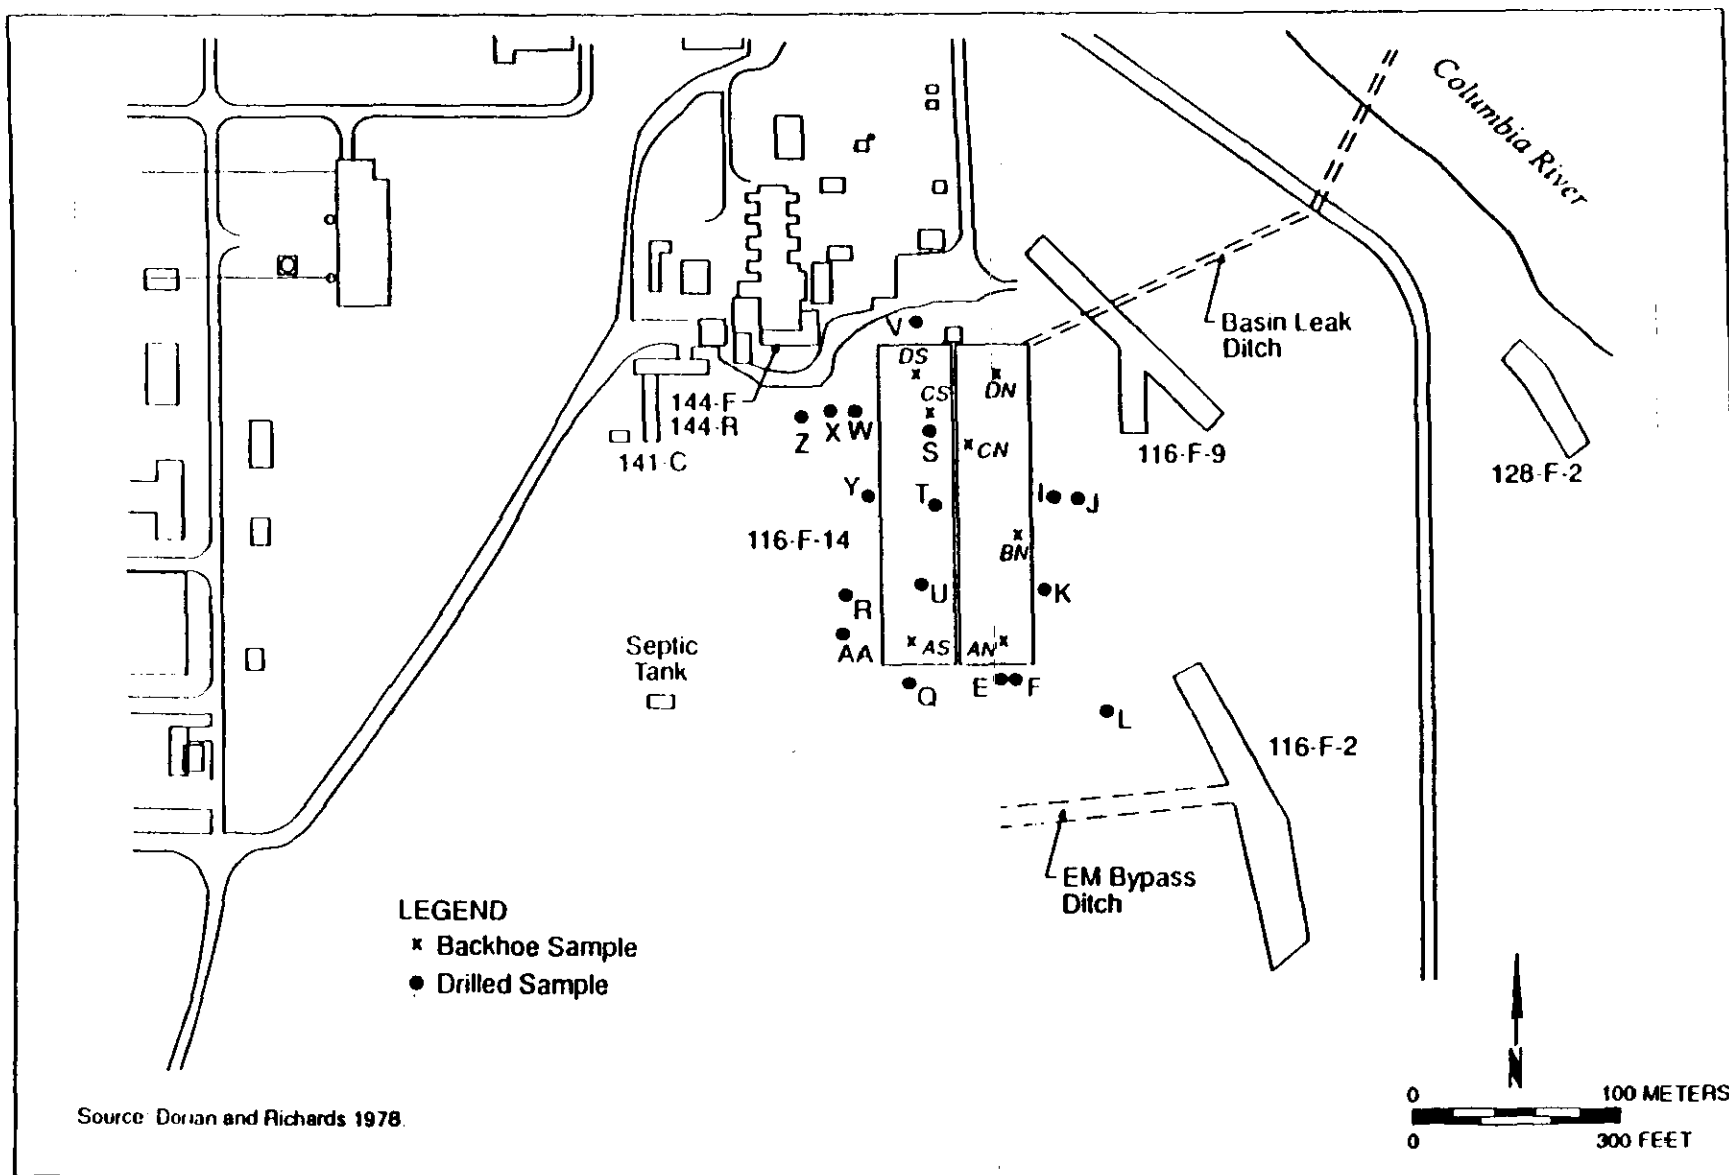 Columbia River
Basin Leak
Ditch
V
DS
CS
DN
144-F
144-R
Z
X
W
S
CN
141-C
116-F-9
128-F-2
Y
T
I
J
116-F-14
BN
R
U
K
Septic
Tank
AA
AS
AN
Q
E
F
L
116-F-2
EM Bypass
Ditch
LEGEND
x Backhoe Sample
● Drilled Sample
N
0 100 METERS
0 300 FEET
Source: Dorian and Richards 1978.